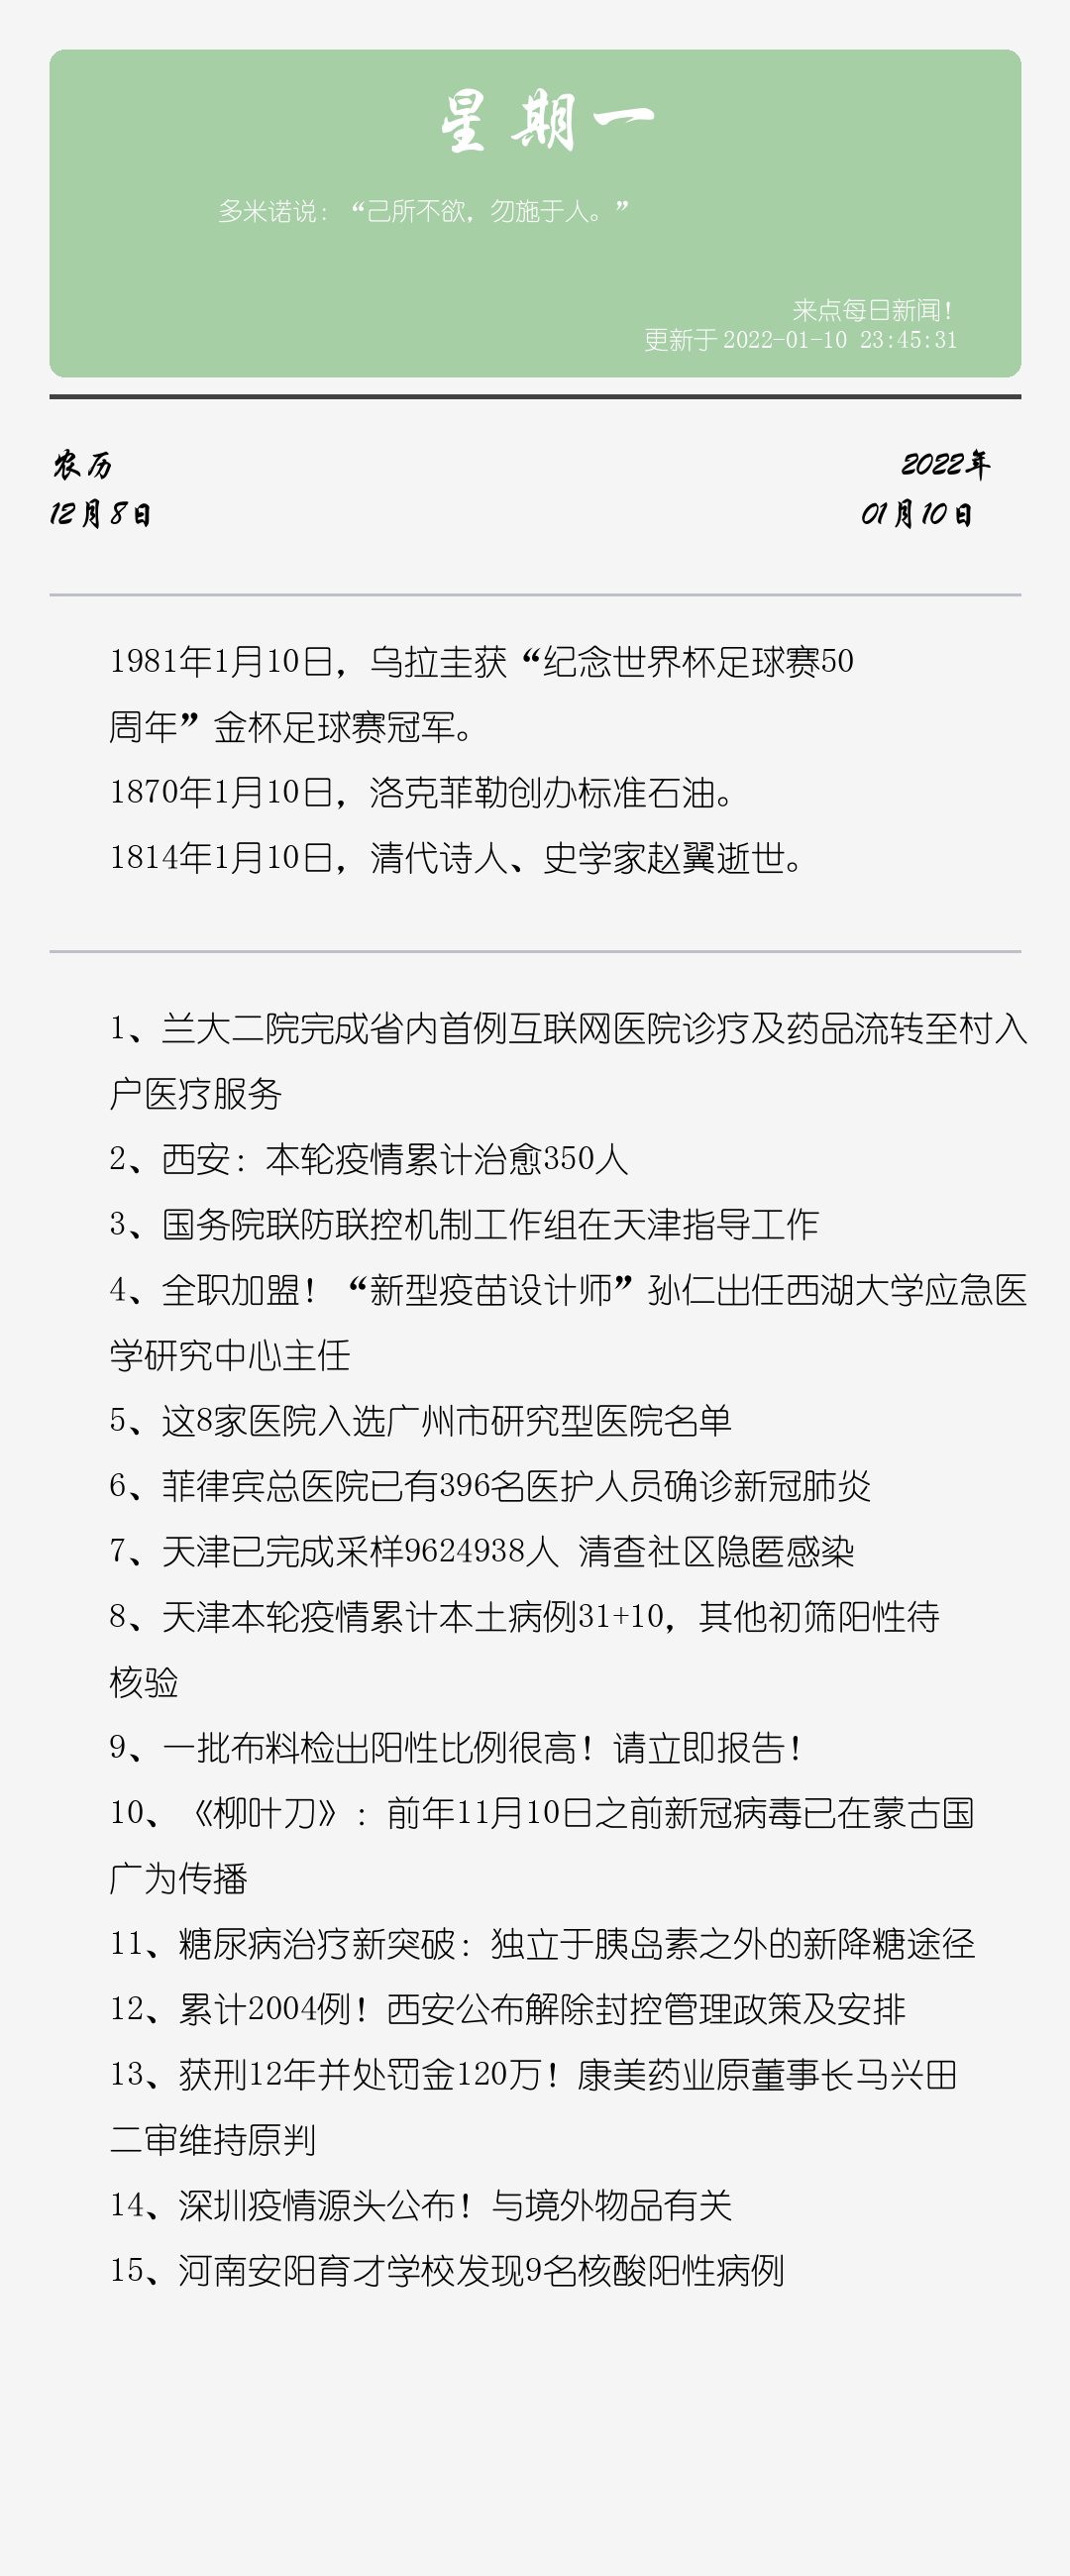 星期一
多米诺说：“己所不欲，勿施于人。”
来点每日新闻！
更新于 2022-01-10 23:45:31
农历
2022年
12月8日
01月10日
1981年1月10日，乌拉圭获“纪念世界杯足球赛50
周年”金杯足球赛冠军。
1870年1月10日，洛克菲勒创办标准石油。
1814年1月10日，清代诗人、史学家赵翼逝世。
1、兰大二院完成省内首例互联网医院诊疗及药品流转至村入
户医疗服务
2、西安：本轮疫情累计治愈350人
3、国务院联防联控机制工作组在天津指导工作
4、全职加盟！“新型疫苗设计师”孙仁出任西湖大学应急医
学研究中心主任
5、这8家医院入选广州市研究型医院名单
6、菲律宾总医院已有396名医护人员确诊新冠肺炎
7、天津已完成采样9624938人 清查社区隐匿感染
8、天津本轮疫情累计本土病例31+10，其他初筛阳性待
核验
9、一批布料检出阳性比例很高！请立即报告！
10、《柳叶刀》：前年11月10日之前新冠病毒已在蒙古国
广为传播
11、糖尿病治疗新突破：独立于胰岛素之外的新降糖途径
12、累计2004例！西安公布解除封控管理政策及安排
13、获刑12年并处罚金120万！康美药业原董事长马兴田
二审维持原判
14、深圳疫情源头公布！与境外物品有关
15、河南安阳育才学校发现9名核酸阳性病例